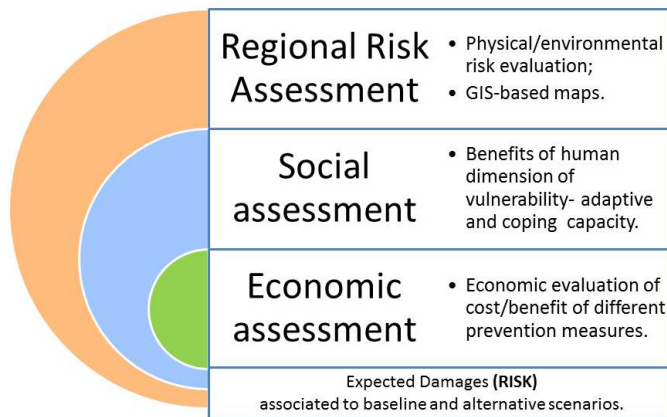 Regional Risk
Assessment
• Physical/environmental
risk evaluation;
• GIS-based maps.
Social
assessment
• Benefits of human
dimension of
vulnerability- adaptive
and coping capacity.
Economic
assessment
• Economic evaluation of
cost/benefit of different
prevention measures.
Expected Damages (RISK)
associated to baseline and alternative scenarios.